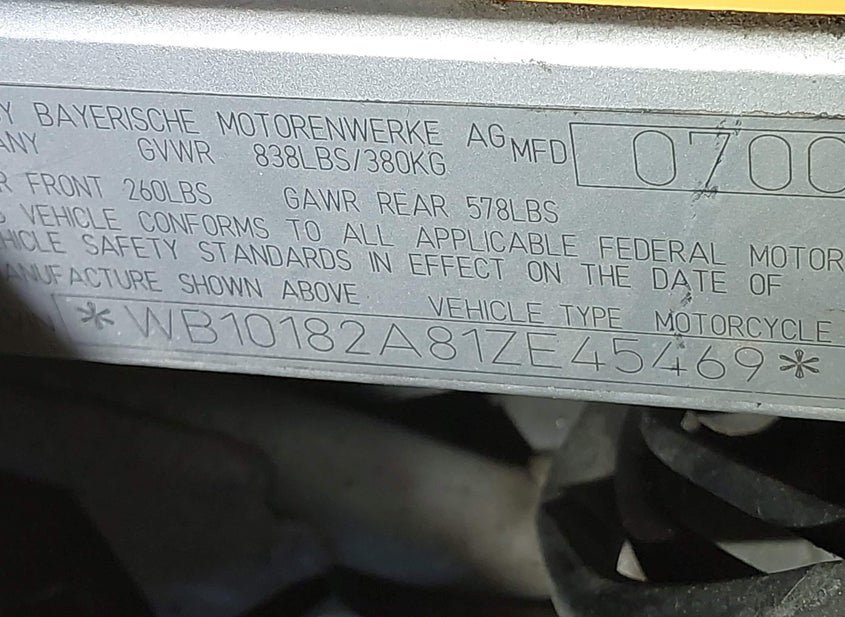 Y BAYERISCHE MOTORENWERKE AG MFD 070
ANY GVWR 838LBS/380KG
R FRONT 260LBS GAWR REAR 578LBS
S VEHICLE CONFORMS TO ALL APPLICABLE FEDERAL MOTOR
HICLE SAFETY STANDARDS IN EFFECT ON THE DATE OF
ANUFACTURE SHOWN ABOVE VEHICLE TYPE MOTORCYCLE
*WB10182A81ZE45469*